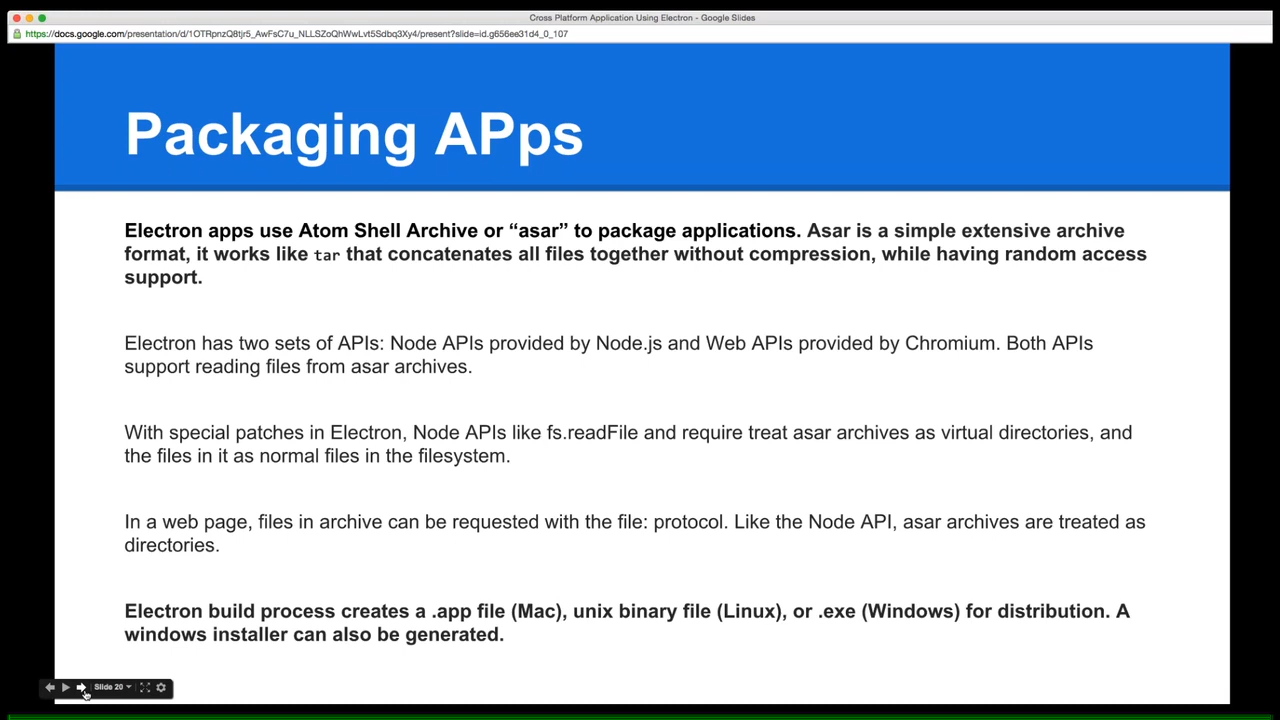 Cross Platform Application Using Electron - Google Slides
https://docs.google.com/presentation/d/1OTRpnzQ8tjr5_AwFsC7u_NLLSZoQhWwLvt5Sdbq3Xy4/present?slide=id.g656ee31d4_0_107
Packaging APps
Electron apps use Atom Shell Archive or “asar” to package applications. Asar is a simple extensive archive
format, it works like tar that concatenates all files together without compression, while having random access
support.
Electron has two sets of APIs: Node APIs provided by Node.js and Web APIs provided by Chromium. Both APIs
support reading files from asar archives.
With special patches in Electron, Node APIs like fs.readFile and require treat asar archives as virtual directories, and
the files in it as normal files in the filesystem.
In a web page, files in archive can be requested with the file: protocol. Like the Node API, asar archives are treated as
directories.
Electron build process creates a .app file (Mac), unix binary file (Linux), or .exe (Windows) for distribution. A
windows installer can also be generated.
Slide 20